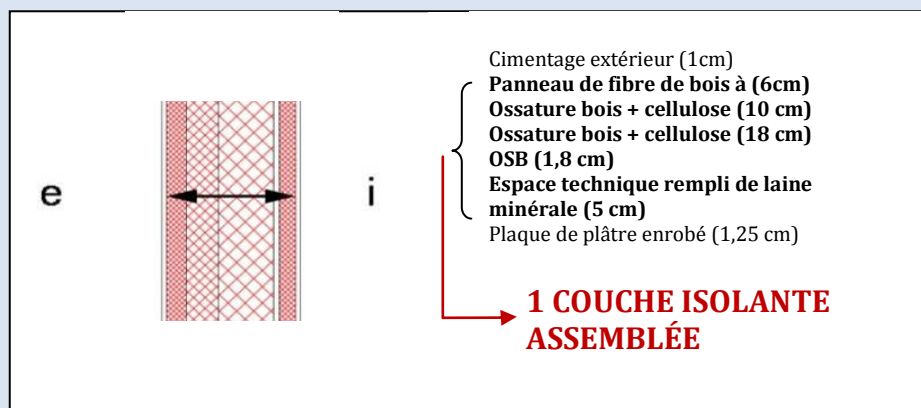 Cimentage extérieur (1cm)
Panneau de fibre de bois à (6cm)
Ossature bois + cellulose (10 cm)
Ossature bois + cellulose (18 cm)
OSB (1,8 cm)
Espace technique rempli de laine
minérale (5 cm)
Plaque de plâtre enrobé (1,25 cm)
e
i
1 COUCHE ISOLANTE
ASSEMBLÉE